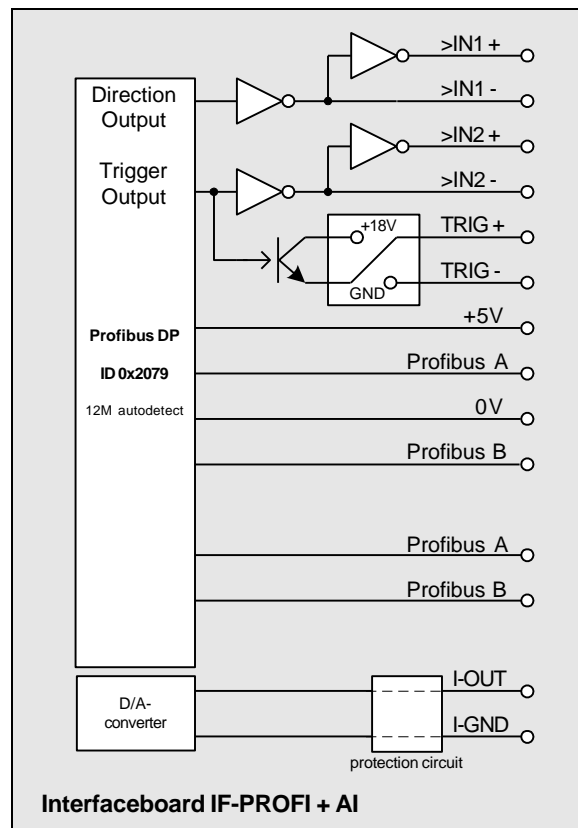 >IN1 +
Direction
Output
>IN1 -
>IN2 +
Trigger
Output
>IN2 -
+18V
TRIG +
GND
TRIG -
+5V
Profibus DP
ID 0x2079
12M autodetect
Profibus A
0V
Profibus B
Profibus A
Profibus B
D/A-
converter
I-OUT
I-GND
protection circuit
Interfaceboard IF-PROFI + AI